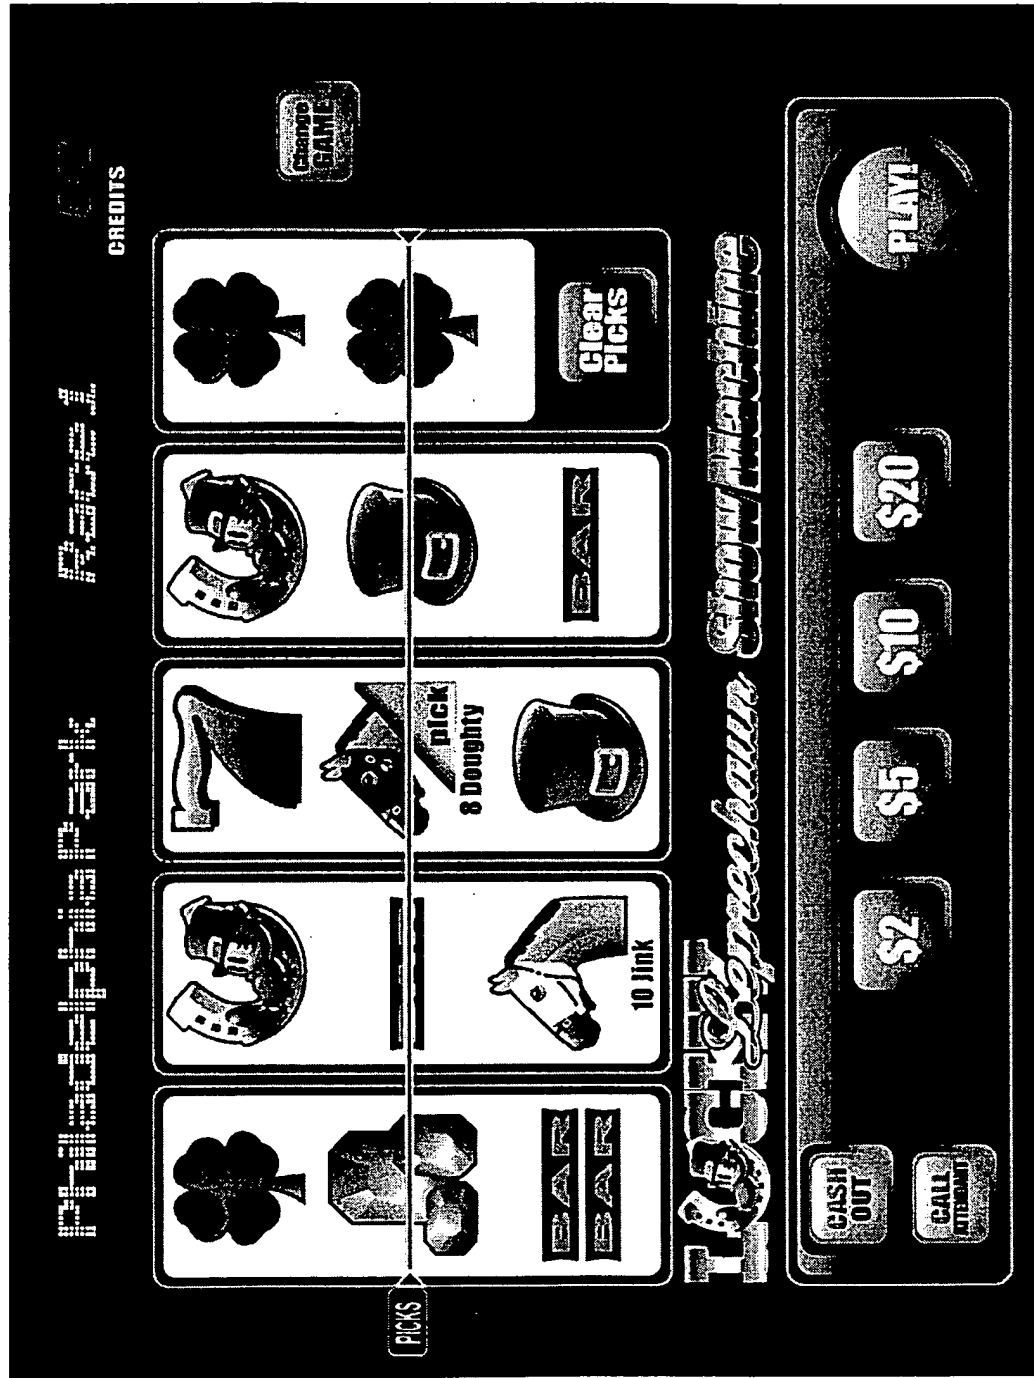 Philadelphia Park Race 1
CREDITS
Change
GAME
PICKS
pick
8 Doughty
BAR
BAR
BAR
10 Jink
Clear
Picks
Lucky Leprechaun Show Machine
CASH
OUT
CALL
ATTENDANT
$2
$5
$10
$20
PLAY!